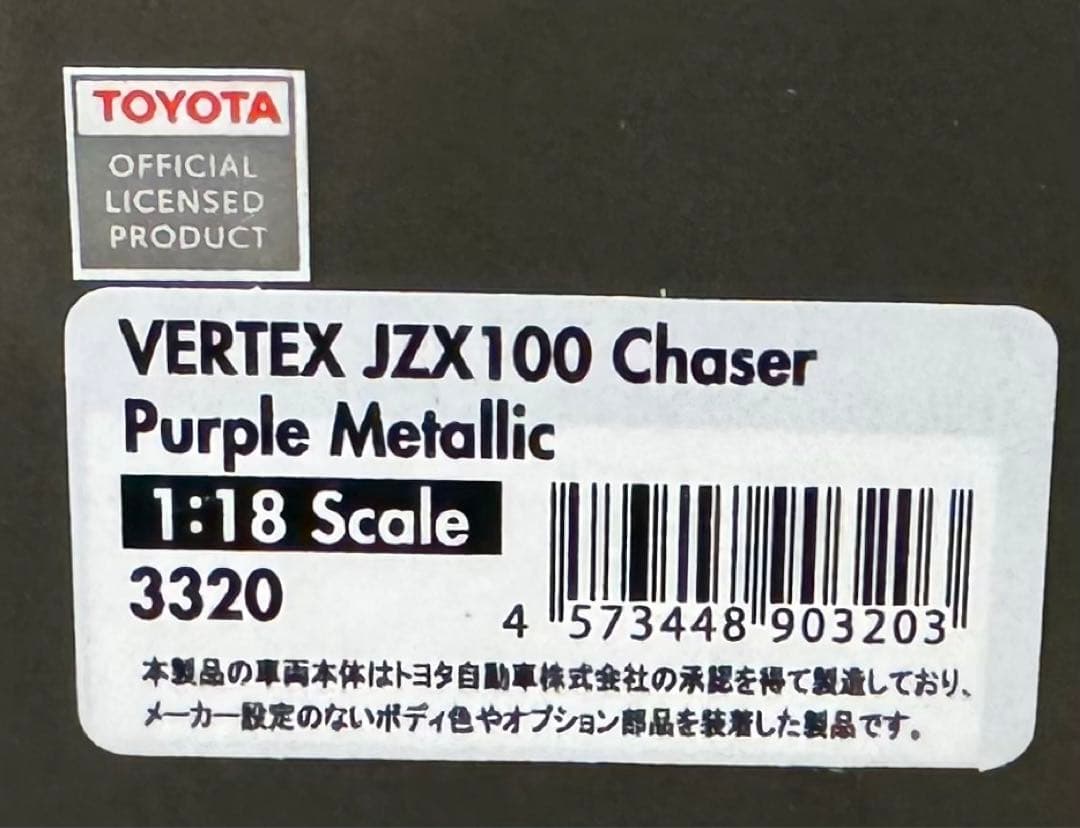 TOYOTA
OFFICIAL
LICENSED
PRODUCT
VERTEX JZX100 Chaser
Purple Metallic
1:18 Scale
3320
4 573448 903203
本製品の車両本体はトヨタ自動車株式会社の承認を得て製造しており、
メーカー設定のないボディ色やオプション部品を装着した製品です。